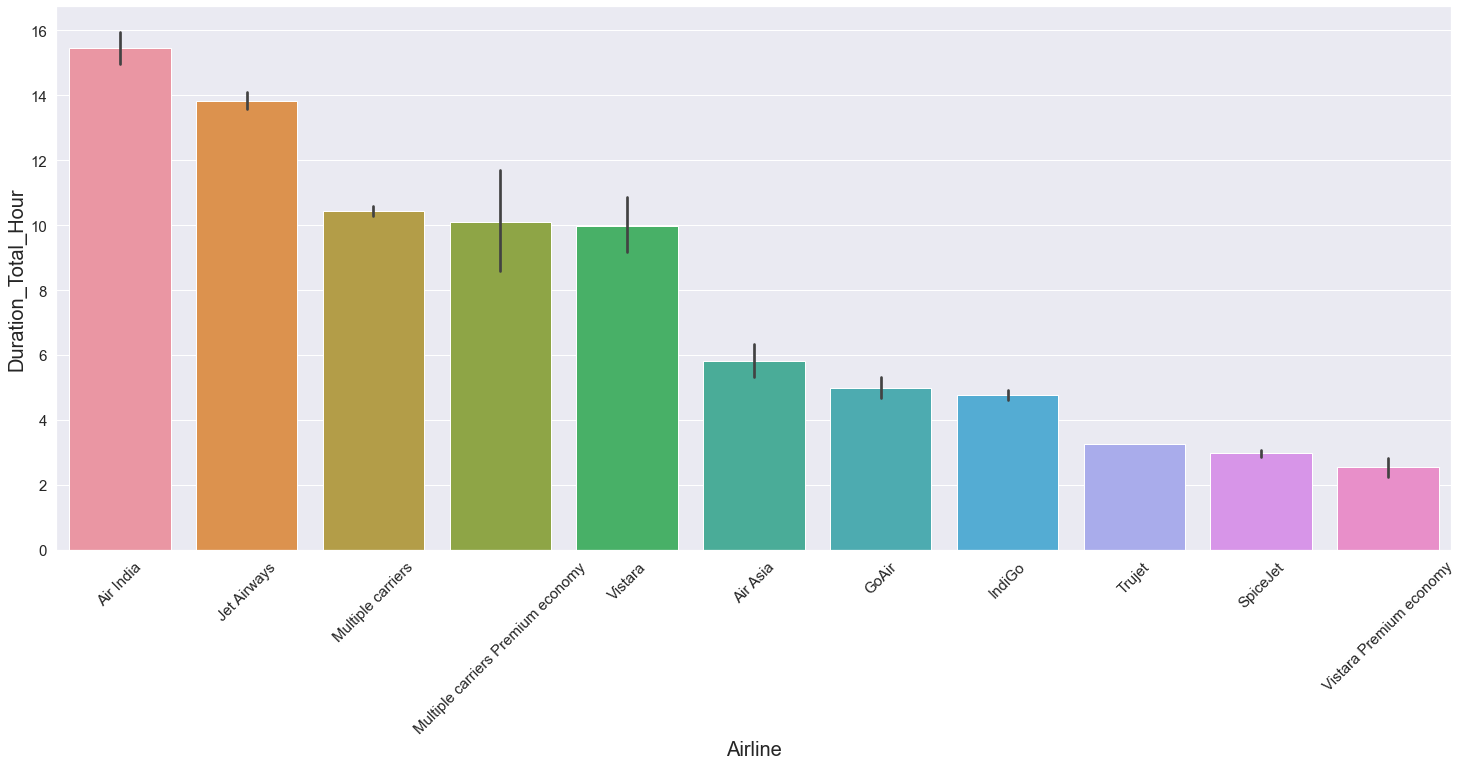 Duration_Total_Hour
16
14
12
10
8
6
4
2
0
Air India
Jet Airways
Multiple carriers
Multiple carriers Premium economy
Vistara
Air Asia
GoAir
IndiGo
Trujet
SpiceJet
Vistara Premium economy
Airline